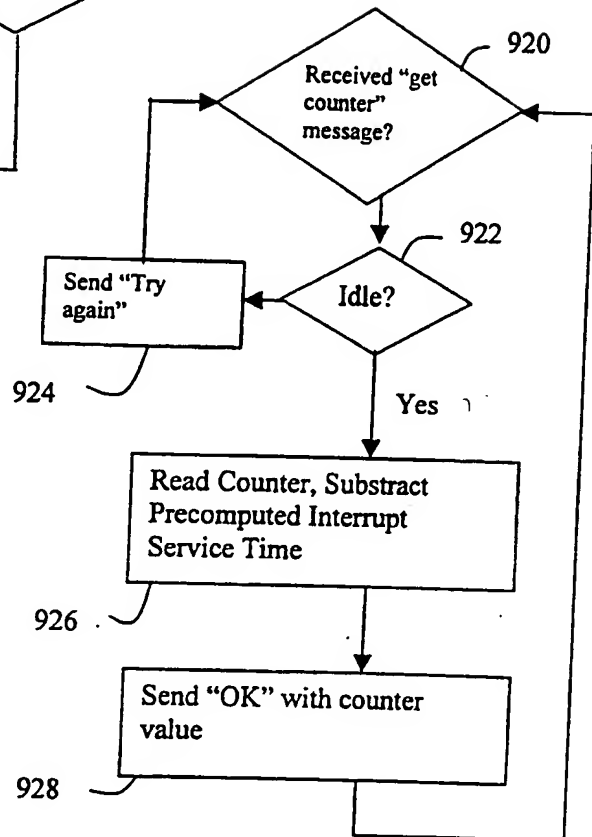 920
Received “get
counter”
message?
922
Idle?
Send “Try
again”
924
Yes
Read Counter, Substract
Precomputed Interrupt
Service Time
926
Send “OK” with counter
value
928